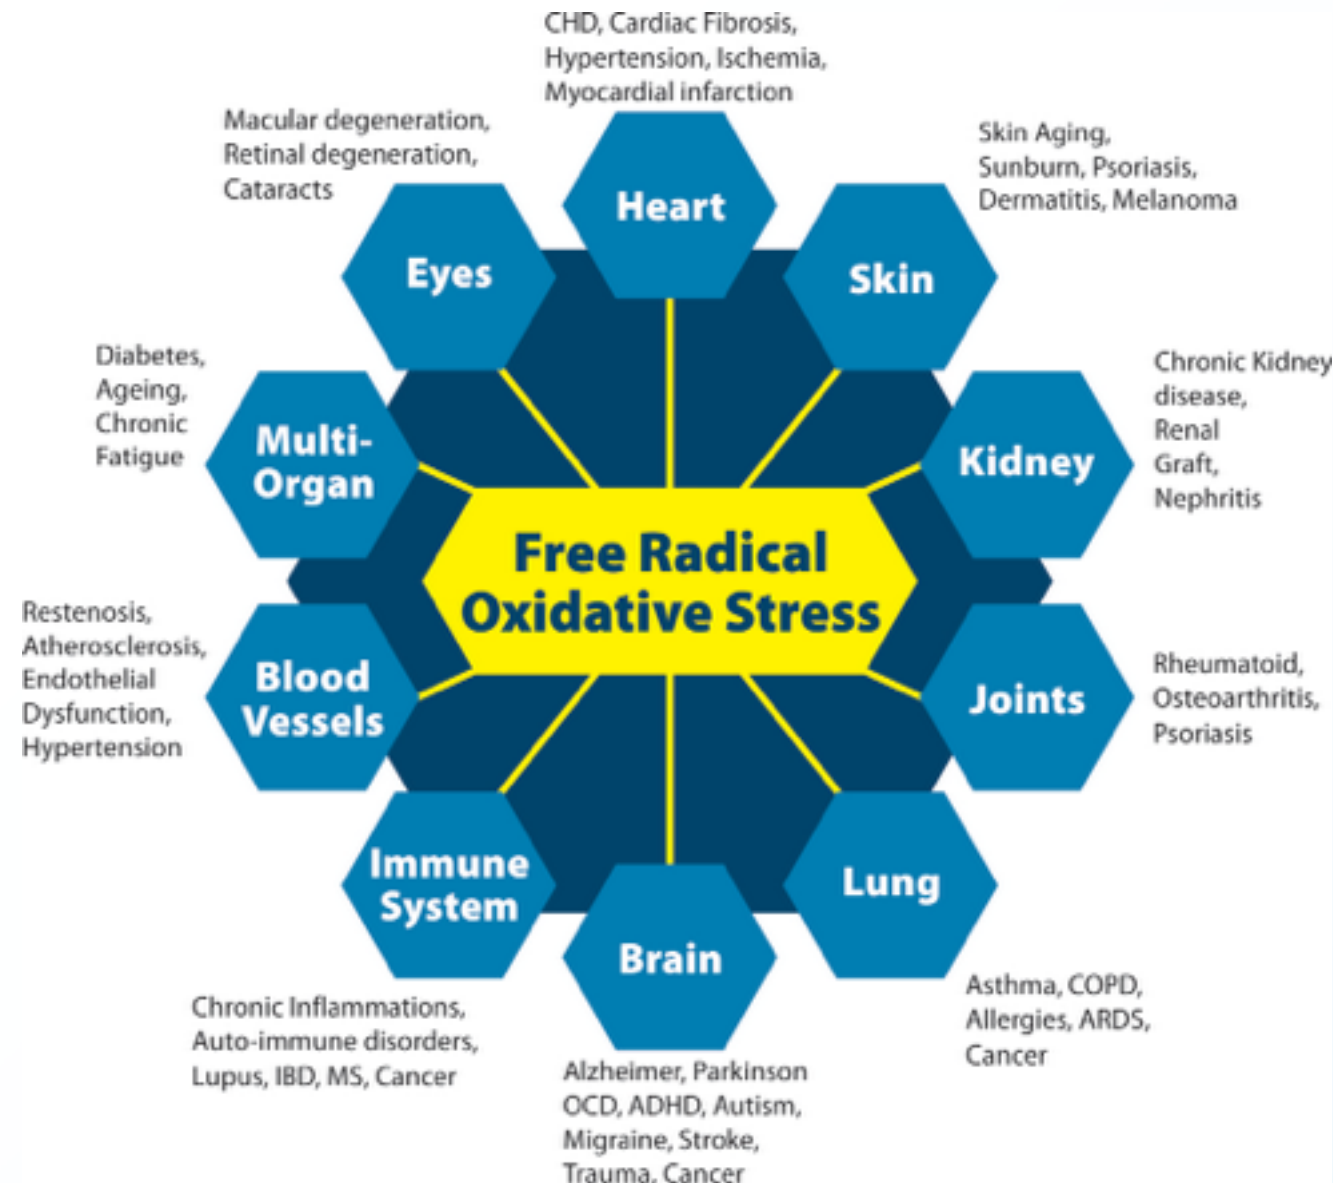 CHD, Cardiac Fibrosis,
Hypertension, Ischemia,
Myocardial infarction
Heart
Skin Aging,
Sunburn, Psoriasis,
Dermatitis, Melanoma
Skin
Chronic Kidney
disease,
Renal
Graft,
Nephritis
Kidney
Rheumatoid,
Osteoarthritis,
Psoriasis
Joints
Lung
Asthma, COPD,
Allergies, ARDS,
Cancer
Brain
Alzheimer, Parkinson
OCD, ADHD, Autism,
Migraine, Stroke,
Trauma, Cancer
Immune
System
Chronic Inflammations,
Auto-immune disorders,
Lupus, IBD, MS, Cancer
Blood
Vessels
Restenosis,
Atherosclerosis,
Endothelial
Dysfunction,
Hypertension
Multi-
Organ
Diabetes,
Ageing,
Chronic
Fatigue
Eyes
Macular degeneration,
Retinal degeneration,
Cataracts
Free Radical
Oxidative Stress